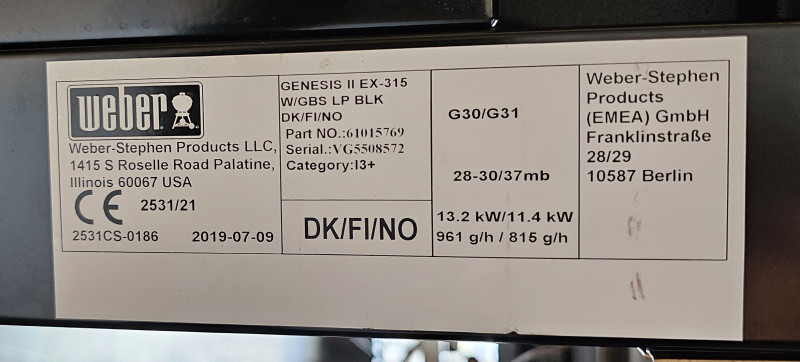 weber
Weber-Stephen Products LLC,
1415 S Roselle Road Palatine,
Illinois 60067 USA
CE 2531/21
2531CS-0186 2019-07-09
GENESIS II EX-315
W/GBS LP BLK
DK/FI/NO
Part NO.:61015769
Serial.:VG5508572
Category:I3+
DK/FI/NO
G30/G31
28-30/37mb
13.2 kW/11.4 kW
961 g/h / 815 g/h
Weber-Stephen
Products
(EMEA) GmbH
Franklinstraße
28/29
10587 Berlin